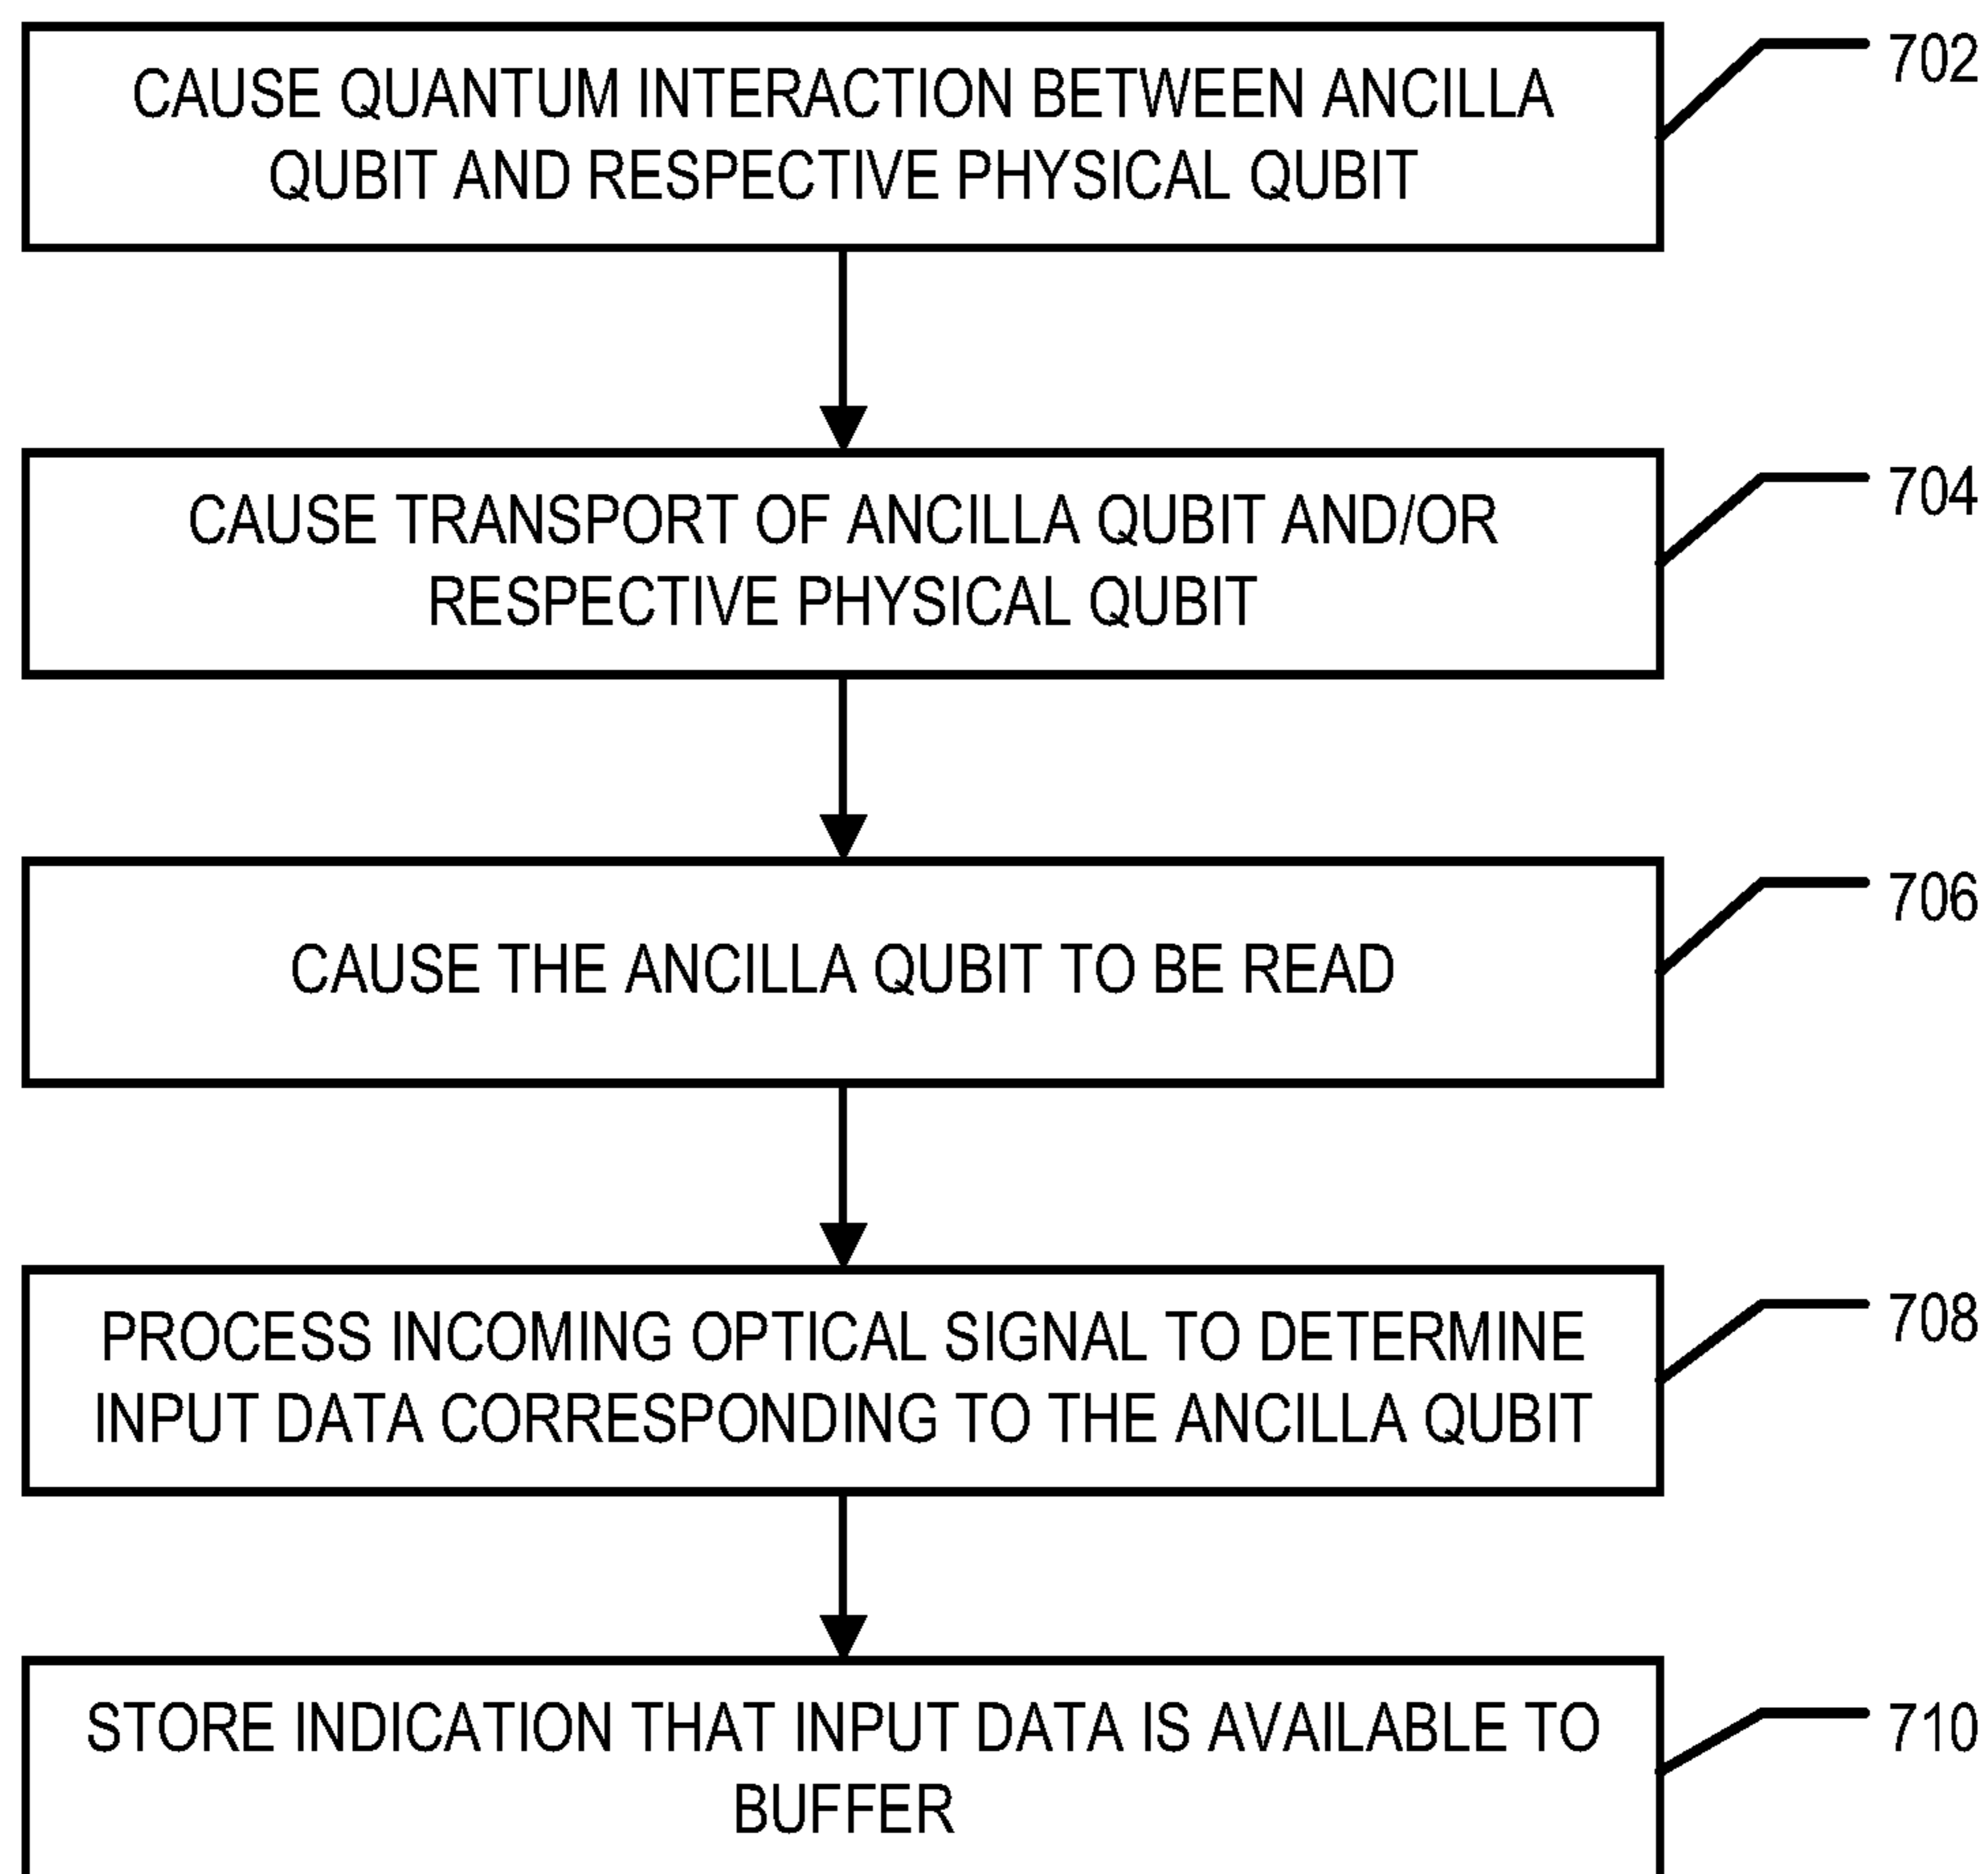 CAUSE QUANTUM INTERACTION BETWEEN ANCILLA
QUBIT AND RESPECTIVE PHYSICAL QUBIT
702
CAUSE TRANSPORT OF ANCILLA QUBIT AND/OR
RESPECTIVE PHYSICAL QUBIT
704
CAUSE THE ANCILLA QUBIT TO BE READ
706
PROCESS INCOMING OPTICAL SIGNAL TO DETERMINE
INPUT DATA CORRESPONDING TO THE ANCILLA QUBIT
708
STORE INDICATION THAT INPUT DATA IS AVAILABLE TO
BUFFER
710